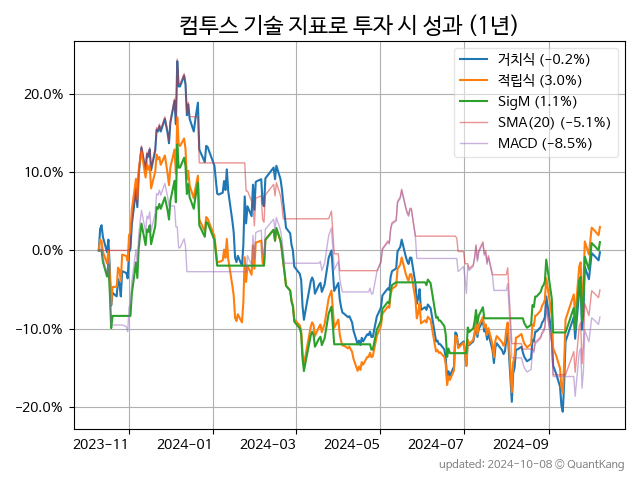 컴투스 기술 지표로 투자 시 성과 (1년)
거치식 (−0.2%)
적립식 (3.0%)
SigM (1.1%)
SMA(20) (−5.1%)
MACD (−8.5%)
20.0%
10.0%
0.0%
−10.0%
−20.0%
2023-11 2024-01 2024-03 2024-05 2024-07 2024-09
updated: 2024-10-08 © QuantKang